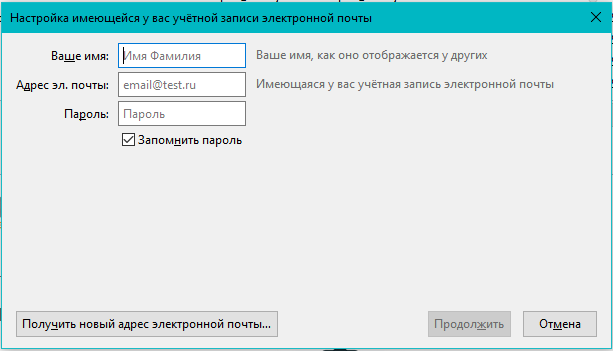 Настройка имеющейся у вас учётной записи электронной почты
Ваше имя: Имя Фамилия Ваше имя, как оно отображается у других
Адрес эл. почты: email@test.ru Имеющаяся у вас учётная запись электронной почты
Пароль: Пароль
Запомнить пароль
Получить новый адрес электронной почты... Продолжить Отмена